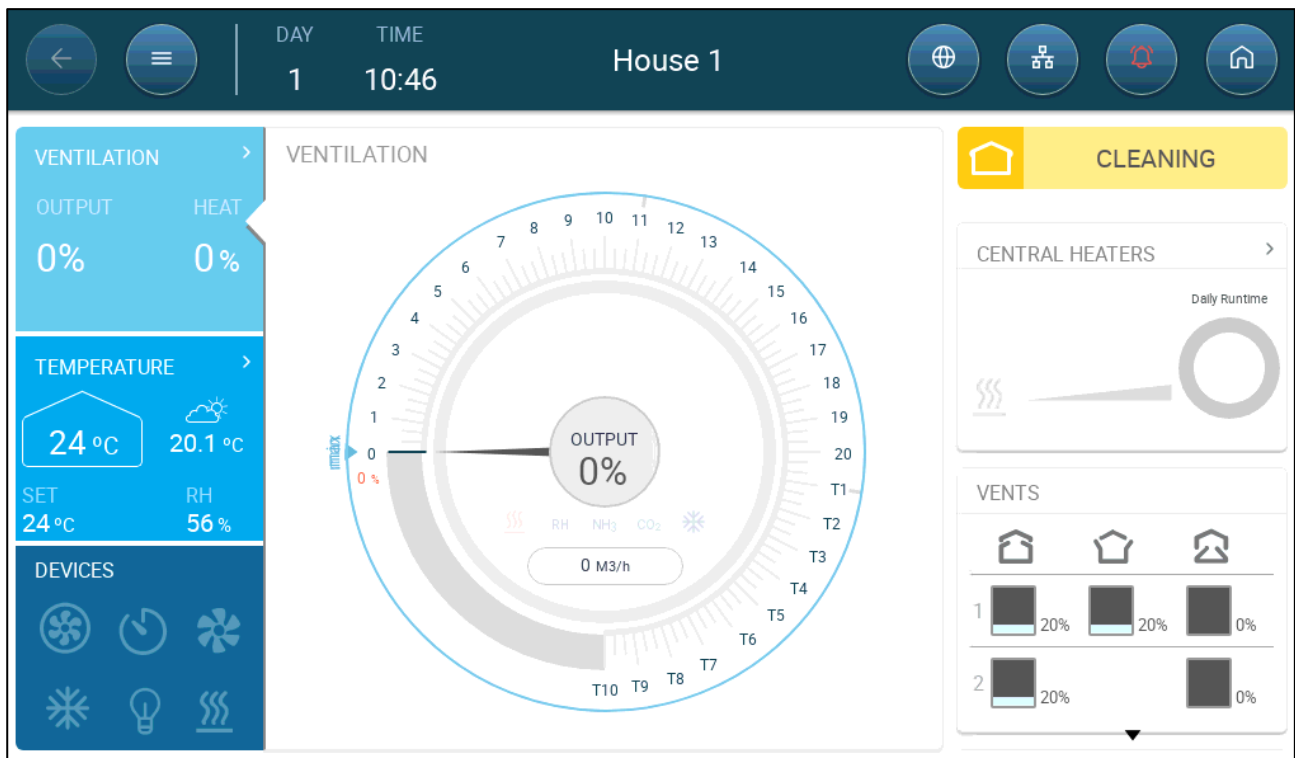 DAY TIME
1 10:46
House 1
VENTILATION
OUTPUT HEAT
0% 0 %
TEMPERATURE
24 °C 20.1 °C
SET RH
24 °C 56 %
DEVICES
VENTILATION
0
1
2
3
4
5
6
7
8
9
10
11
12
13
14
15
16
17
18
19
20
T1
T2
T3
T4
T5
T6
T7
T8
T9
T10
0 %
OUTPUT
0%
RH NH3 CO2
0 M3/h
CLEANING
CENTRAL HEATERS
Daily Runtime
VENTS
1 20% 20% 0%
2 20% 0%